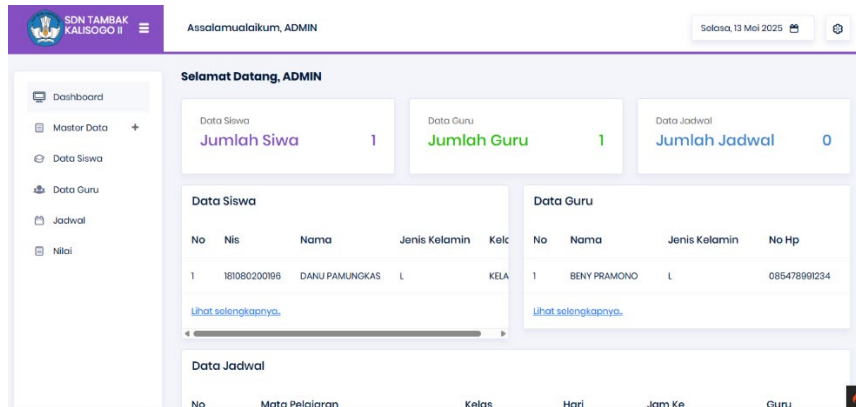 SDN TAMBAK
KALISOGO II
Assalamualaikum, ADMIN
Selasa, 13 Mei 2025
Dashboard
Master Data +
Data Siswa
Data Guru
Jadwal
Nilai
Selamat Datang, ADMIN
Data Siswa
Jumlah Siwa 1
Data Guru
Jumlah Guru 1
Data Jadwal
Jumlah Jadwal 0
Data Siswa
No Nis Nama Jenis Kelamin Kelc
1 181080200196 DANU PAMUNGKAS L KELA
Lihat selengkapnya..
Data Guru
No Nama Jenis Kelamin No Hp
1 BENY PRAMONO L 085478991234
Lihat selengkapnya..
Data Jadwal
No Mata Pelajaran Kelas Hari Jam Ke Guru